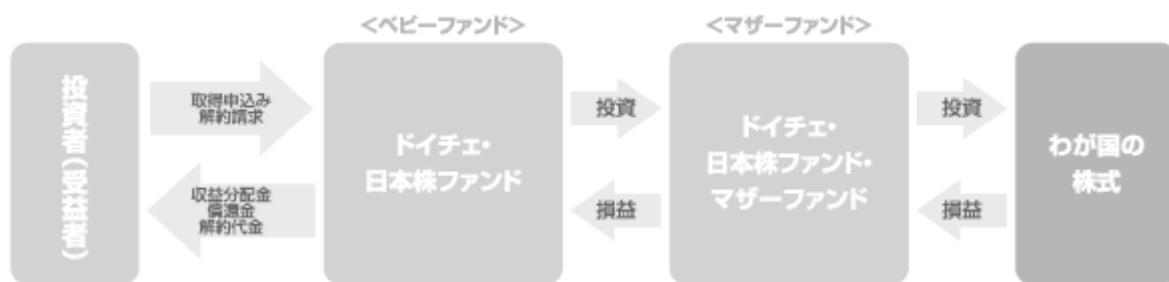 <ベビーファンド>
<マザーファンド>
投資者(受益者)
取得申込み
解約請求
収益分配金
償還金
解約代金
ドイチェ・
日本株ファンド
投資
損益
ドイチェ・
日本株ファンド・
マザーファンド
投資
損益
わが国の
株式